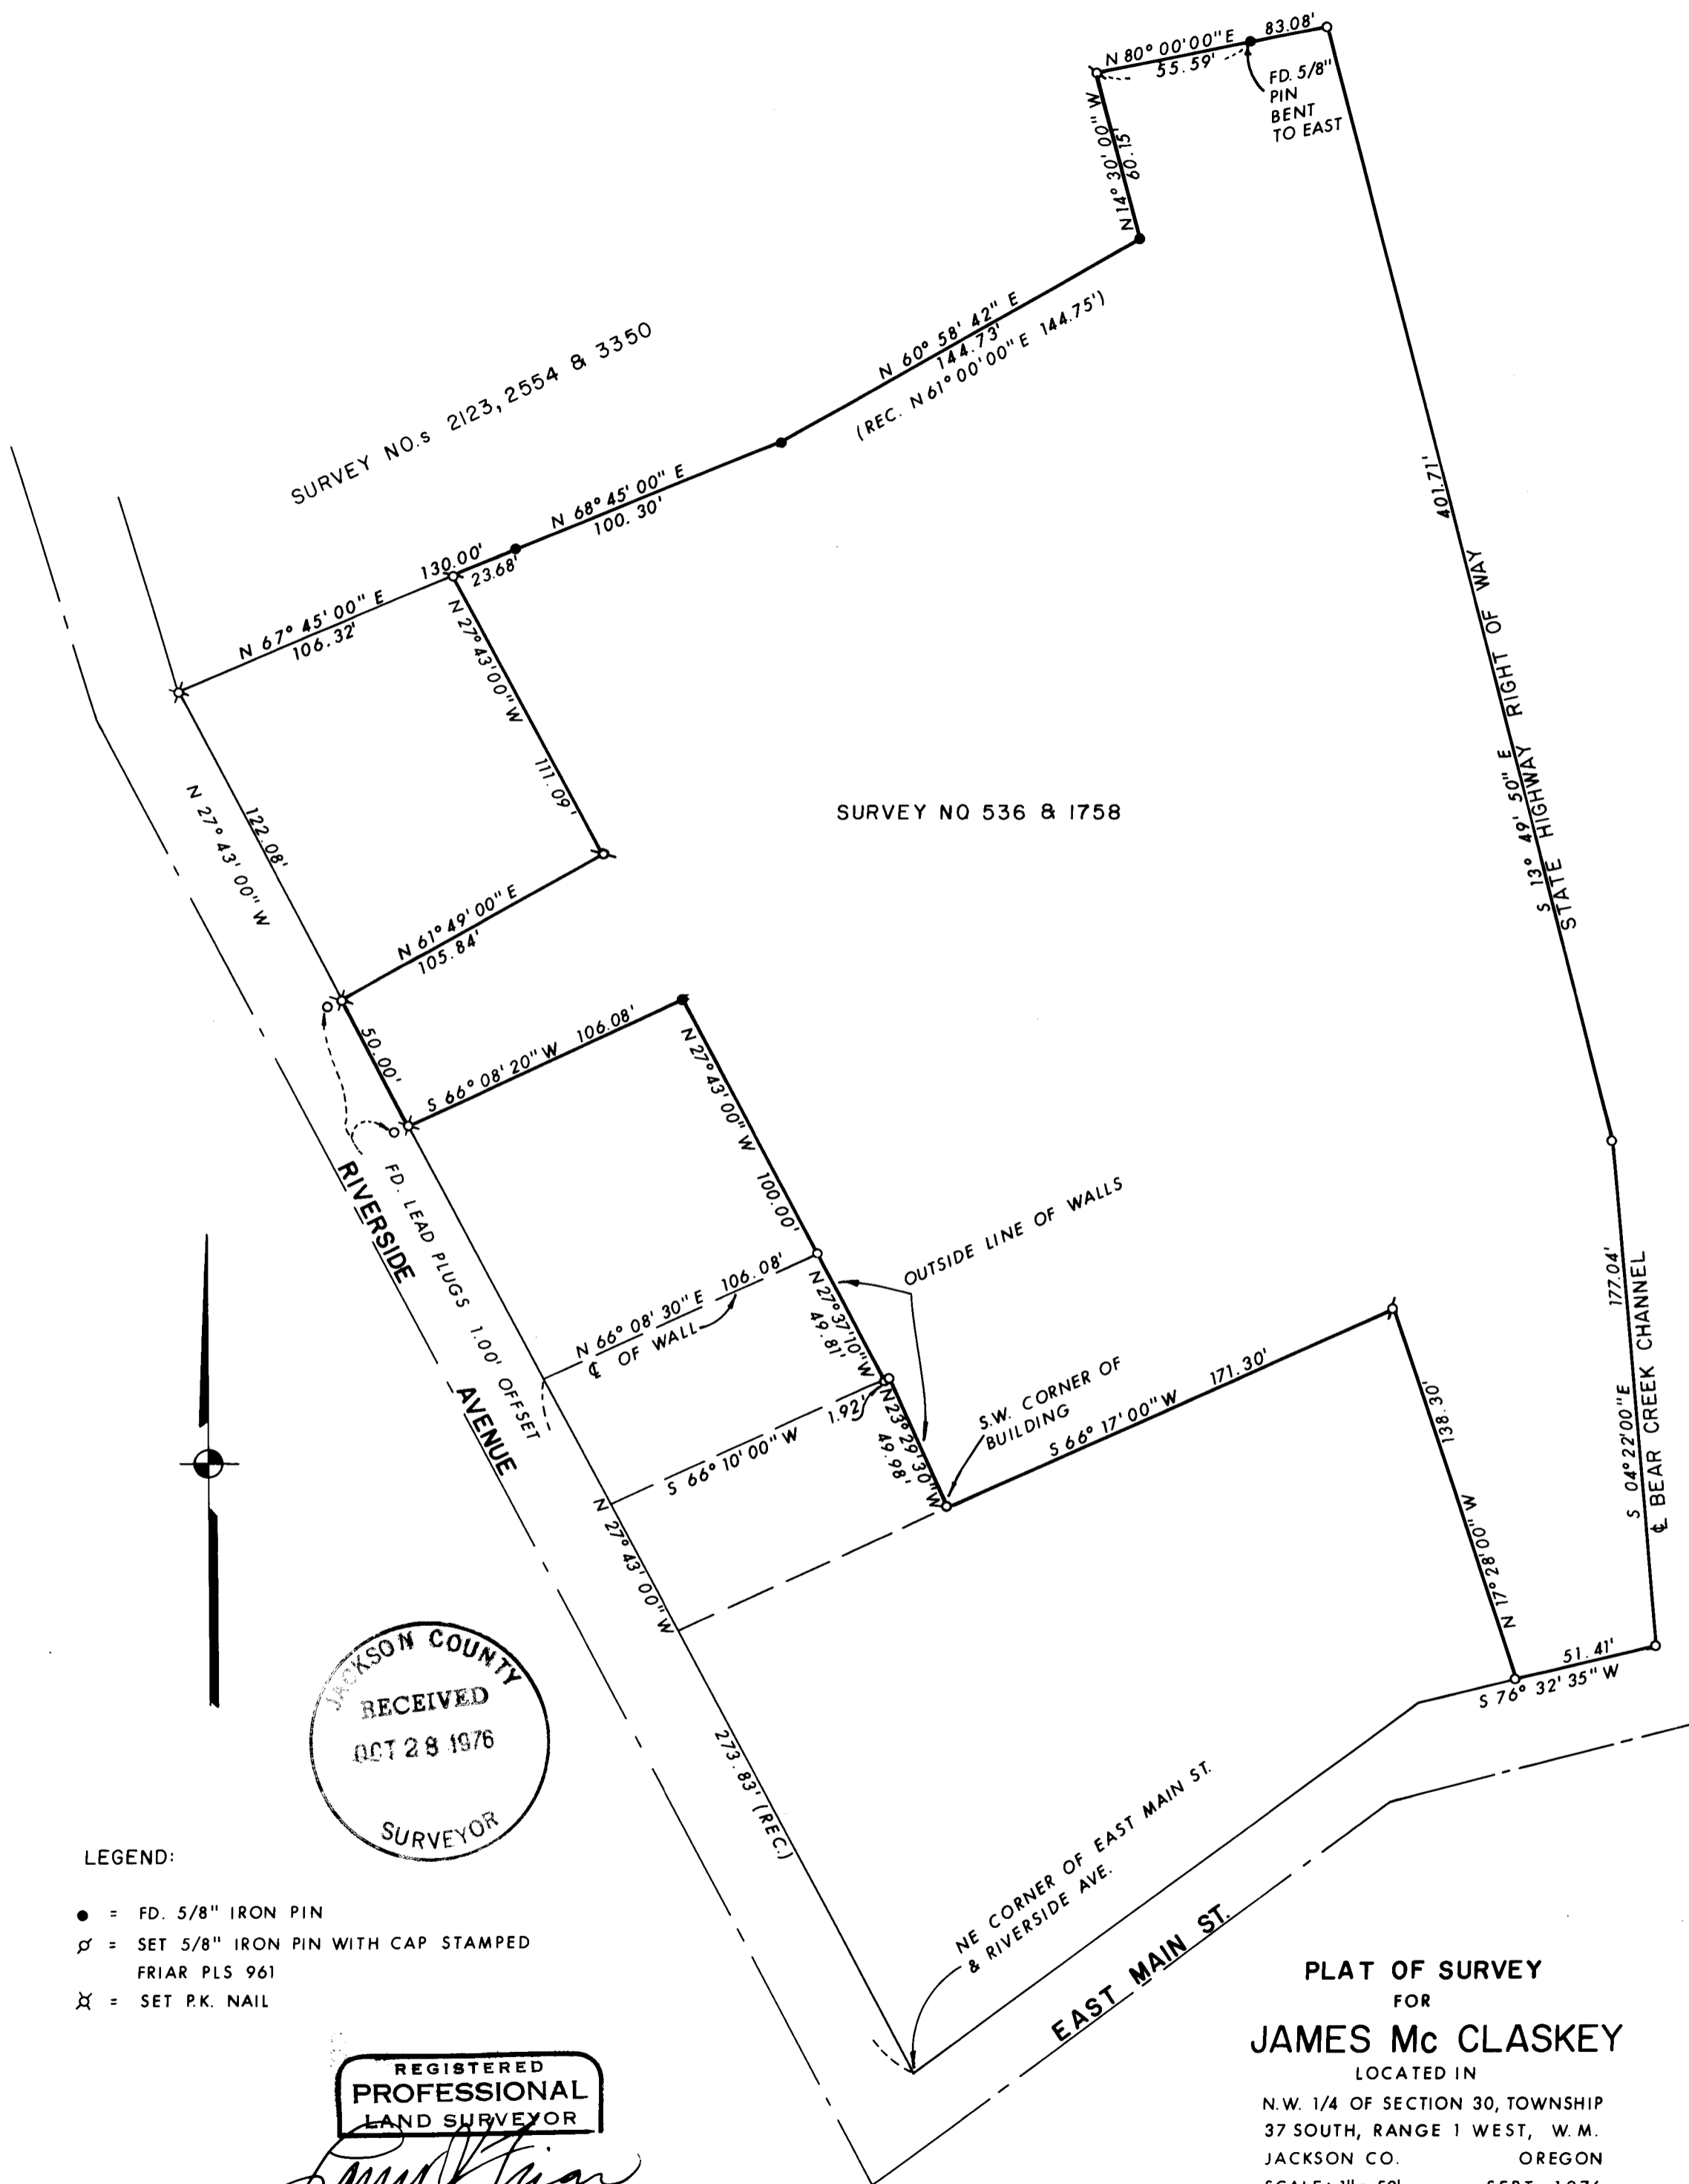 N 80° 00' 00" E
83.08'
55.59'
FD. 5/8"
PIN
BENT
TO EAST
N 14° 30' 00" W
60.15'
N 60° 58' 42" E
144.73'
(REC. N 61° 00' 00" E 144.75')
SURVEY NO.s 2123, 2554 & 3350
N 68° 45' 00" E
100.30'
130.00'
23.68'
N 67° 45' 00" E
106.32'
N 27° 43' 00" W
111.09'
401.71'
S 13° 49' 50" E
STATE HIGHWAY RIGHT OF WAY
SURVEY NO 536 & 1758
122.08'
N 27° 43' 00" W
N 61° 49' 00" E
105.84'
50.00'
S 66° 08' 20" W 106.08'
N 27° 43' 00" W 100.00'
RIVERSIDE
AVENUE
FD. LEAD PLUGS 1.00' OFFSET
OUTSIDE LINE OF WALLS
N 66° 08' 30" E 106.08'
℄ OF WALL
N 27° 37' 10" W
49.81'
1.92'
S 66° 10' 00" W
N 23° 29' 30" W
49.98'
S.W. CORNER OF
BUILDING
S 66° 17' 00" W 171.30'
138.30'
N 17° 28' 00" W
177.04'
S 04° 22' 00" E
℄ BEAR CREEK CHANNEL
51.41'
S 76° 32' 35" W
N 27° 43' 00" W
273.83' (REC.)
NE CORNER OF EAST MAIN ST.
& RIVERSIDE AVE.
EAST MAIN ST.
JACKSON COUNTY
RECEIVED
OCT 28 1976
SURVEYOR
LEGEND:
● = FD. 5/8" IRON PIN
= SET 5/8" IRON PIN WITH CAP STAMPED
FRIAR PLS 961
= SET P.K. NAIL
REGISTERED
PROFESSIONAL
LAND SURVEYOR
PLAT OF SURVEY
FOR
JAMES Mc CLASKEY
LOCATED IN
N.W. 1/4 OF SECTION 30, TOWNSHIP
37 SOUTH, RANGE 1 WEST, W.M.
JACKSON CO. OREGON